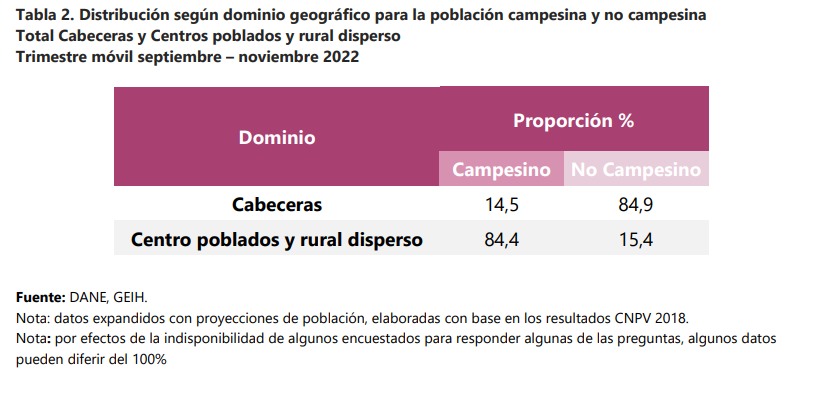 Tabla 2. Distribución según dominio geográfico para la población campesina y no campesina
Total Cabeceras y Centros poblados y rural disperso
Trimestre móvil septiembre – noviembre 2022
Dominio
Proporción %
Campesino No Campesino
Cabeceras 14,5 84,9
Centro poblados y rural disperso 84,4 15,4
Fuente: DANE, GEIH.
Nota: datos expandidos con proyecciones de población, elaboradas con base en los resultados CNPV 2018.
Nota: por efectos de la indisponibilidad de algunos encuestados para responder algunas de las preguntas, algunos datos
pueden diferir del 100%